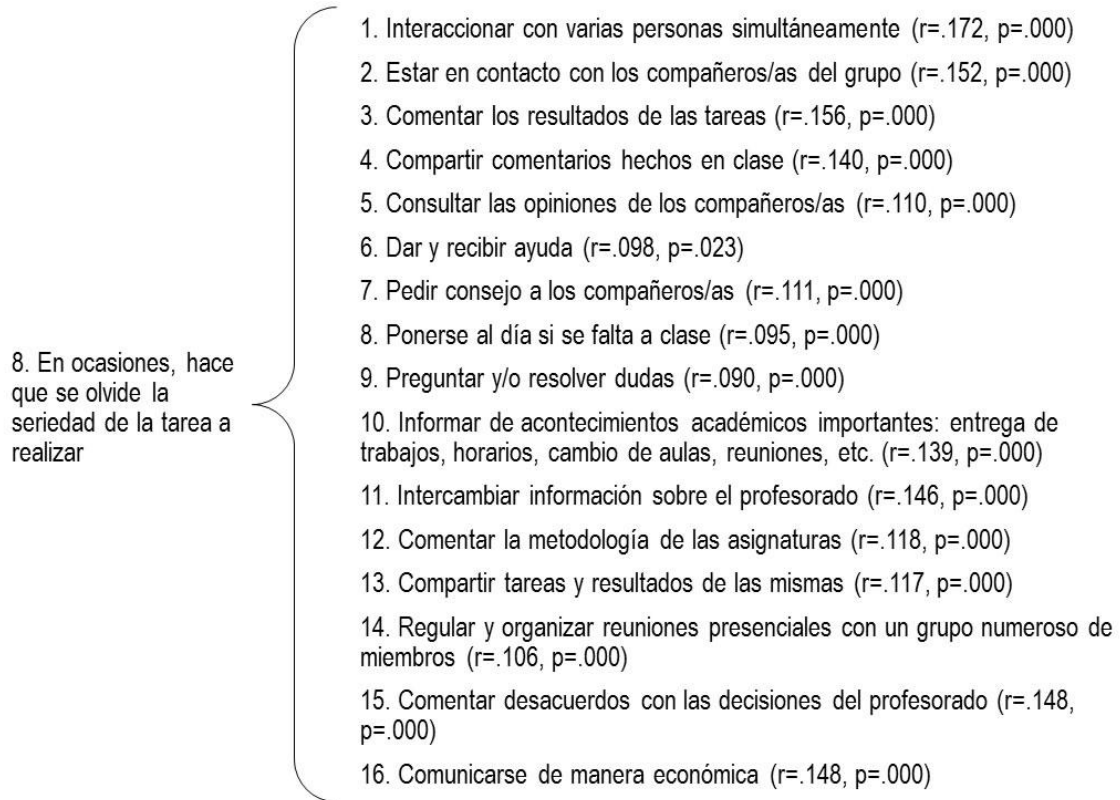 1. Interaccionar con varias personas simultáneamente (r=.172, p=.000)
2. Estar en contacto con los compañeros/as del grupo (r=.152, p=.000)
3. Comentar los resultados de las tareas (r=.156, p=.000)
4. Compartir comentarios hechos en clase (r=.140, p=.000)
5. Consultar las opiniones de los compañeros/as (r=.110, p=.000)
6. Dar y recibir ayuda (r=.098, p=.023)
7. Pedir consejo a los compañeros/as (r=.111, p=.000)
8. Ponerse al día si se falta a clase (r=.095, p=.000)
9. Preguntar y/o resolver dudas (r=.090, p=.000)
10. Informar de acontecimientos académicos importantes: entrega de
trabajos, horarios, cambio de aulas, reuniones, etc. (r=.139, p=.000)
11. Intercambiar información sobre el profesorado (r=.146, p=.000)
12. Comentar la metodología de las asignaturas (r=.118, p=.000)
13. Compartir tareas y resultados de las mismas (r=.117, p=.000)
14. Regular y organizar reuniones presenciales con un grupo numeroso de
miembros (r=.106, p=.000)
15. Comentar desacuerdos con las decisiones del profesorado (r=.148,
p=.000)
16. Comunicarse de manera económica (r=.148, p=.000)
8. En ocasiones, hace
que se olvide la
seriedad de la tarea a
realizar